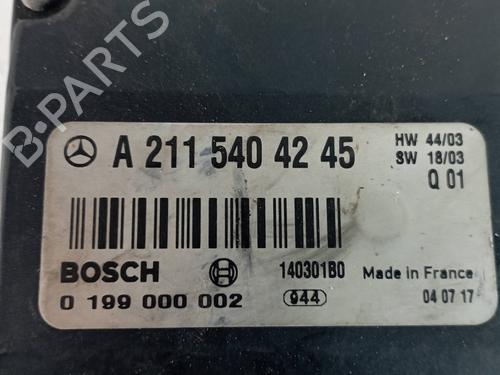 B-PARTS
A 211 540 42 45
HW 44/03
SW 18/03
Q 01
BOSCH
140301B0
Made in France
0 199 000 002
944
04 07 17